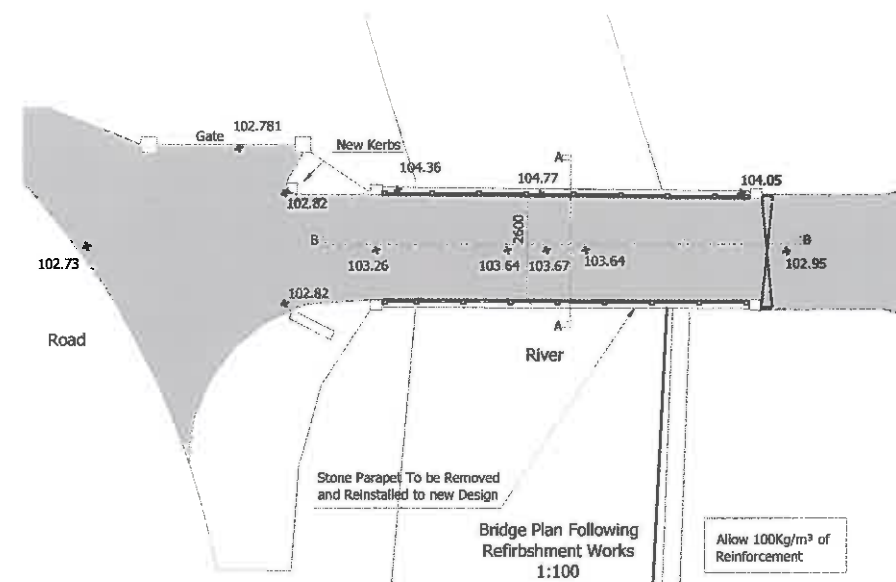 Gate
102.781
New Kerbs
104.36
104.77
A
104.05
102.82
2600
B
B
102.73
103.26
103.64
103.67
103.64
102.95
102.82
A
Road
River
Stone Parapet To be Removed
and Reinstalled to new Design
Bridge Plan Following
Refirbshment Works
1:100
Allow 100Kg/m³ of
Reinforcement